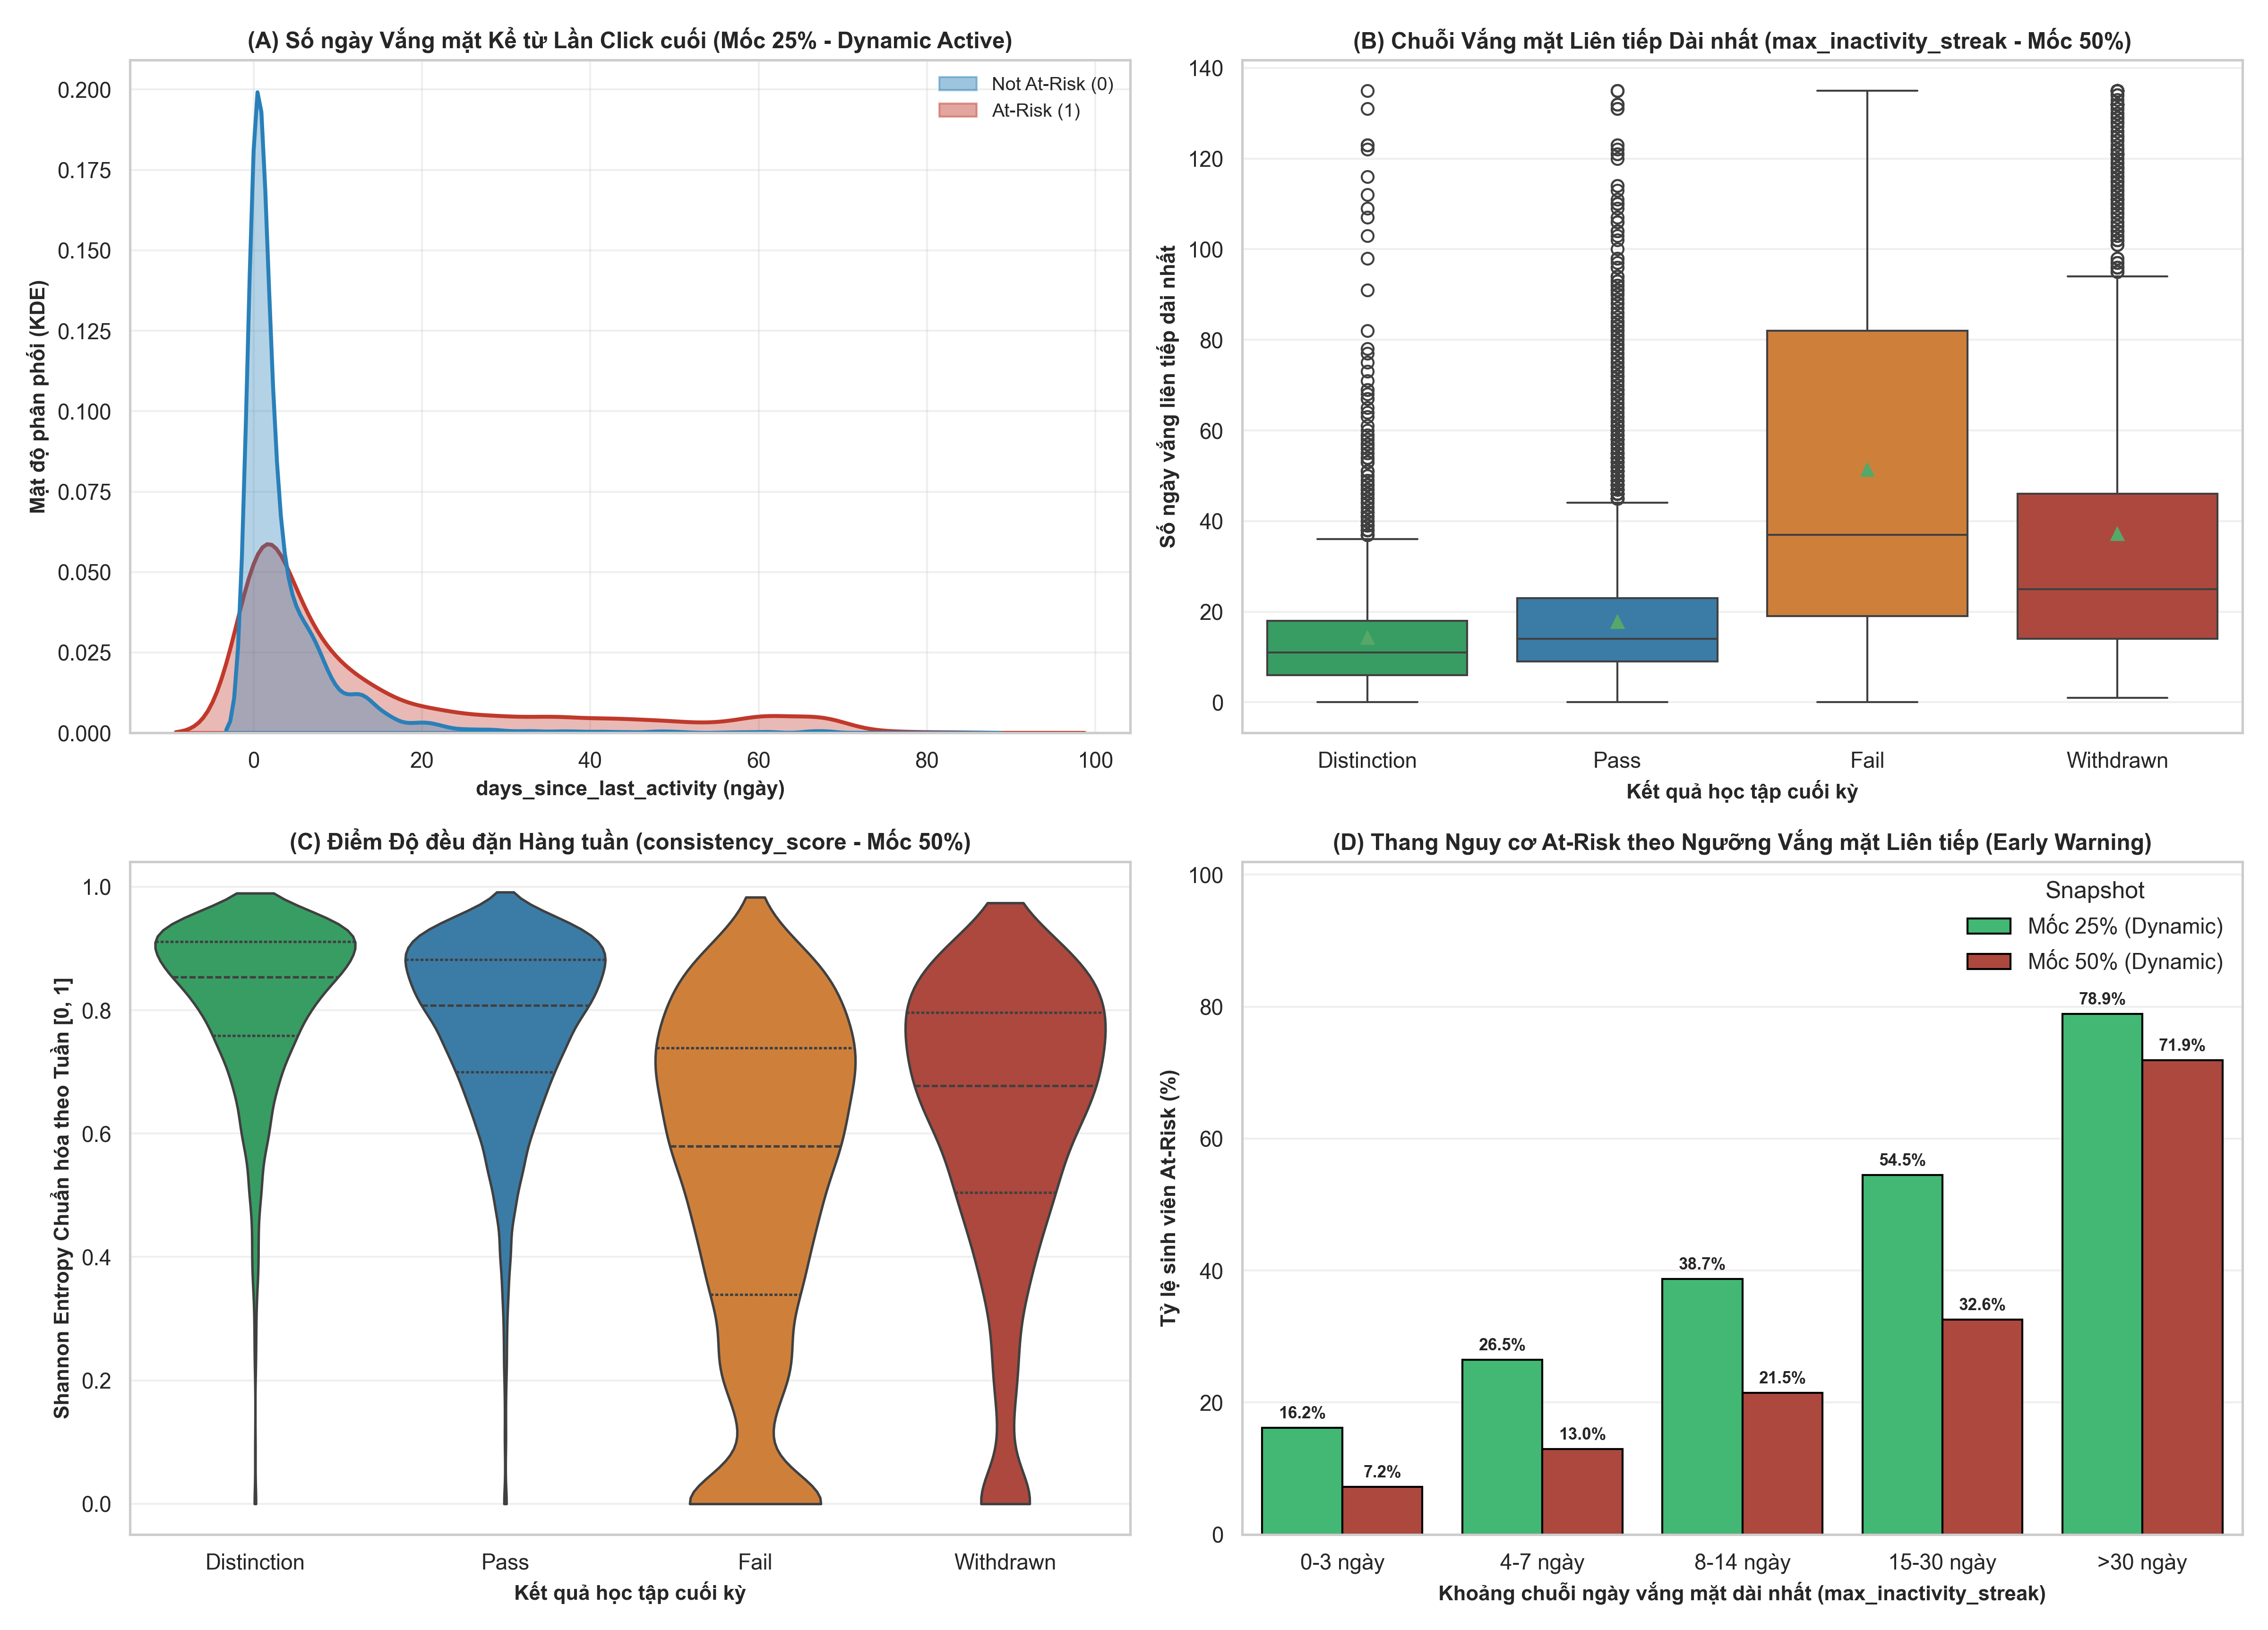 (A) Số ngày Vắng mặt Kể từ Lần Click cuối (Mốc 25% - Dynamic Active)
Mật độ phân phối (KDE)
0.200
0.175
0.150
0.125
0.100
0.075
0.050
0.025
0.000
Not At-Risk (0)
At-Risk (1)
0 20 40 60 80 100
days_since_last_activity (ngày)
(B) Chuỗi Vắng mặt Liên tiếp Dài nhất (max_inactivity_streak - Mốc 50%)
Số ngày vắng liên tiếp dài nhất
140
120
100
80
60
40
20
0
Distinction Pass Fail Withdrawn
Kết quả học tập cuối kỳ
(C) Điểm Độ đều đặn Hàng tuần (consistency_score - Mốc 50%)
Shannon Entropy Chuẩn hóa theo Tuần [0, 1]
1.0
0.8
0.6
0.4
0.2
0.0
Distinction Pass Fail Withdrawn
Kết quả học tập cuối kỳ
(D) Thang Nguy cơ At-Risk theo Ngưỡng Vắng mặt Liên tiếp (Early Warning)
Tỷ lệ sinh viên At-Risk (%)
100
80
60
40
20
0
Snapshot
Mốc 25% (Dynamic)
Mốc 50% (Dynamic)
16.2% 7.2%
26.5% 13.0%
38.7% 21.5%
54.5% 32.6%
78.9% 71.9%
0-3 ngày 4-7 ngày 8-14 ngày 15-30 ngày >30 ngày
Khoảng chuỗi ngày vắng mặt dài nhất (max_inactivity_streak)